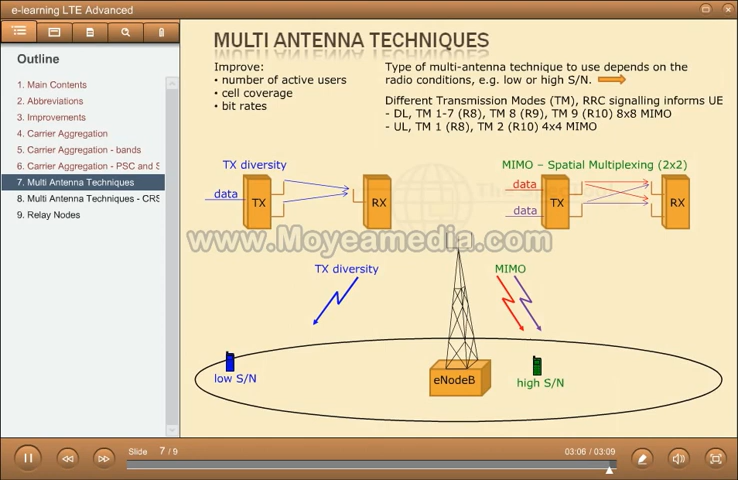 e-learning LTE Advanced
Outline
1. Main Contents
2. Abbreviations
3. Improvements
4. Carrier Aggregation
5. Carrier Aggregation - bands
6. Carrier Aggregation - PSC and S
7. Multi Antenna Techniques
8. Multi Antenna Techniques - CRS
9. Relay Nodes
MULTI ANTENNA TECHNIQUES
Improve:
• number of active users
• cell coverage
• bit rates
Type of multi-antenna technique to use depends on the
radio conditions, e.g. low or high S/N.
Different Transmission Modes (TM), RRC signalling informs UE
- DL, TM 1-7 (R8), TM 8 (R9), TM 9 (R10) 8x8 MIMO
- UL, TM 1 (R8), TM 2 (R10) 4x4 MIMO
TX diversity
data
TX
RX
MIMO – Spatial Multiplexing (2x2)
data
data
TX
RX
www.Moyeamedia.com
TX diversity
MIMO
low S/N
eNodeB
high S/N
Slide 7 / 9
03:06 / 03:09